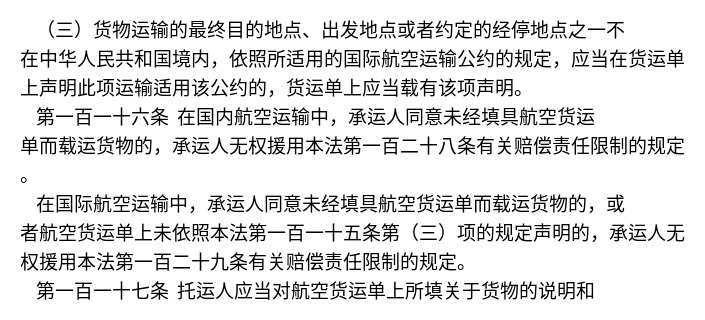 （三）货物运输的最终目的地点、出发地点或者约定的经停地点之一不
在中华人民共和国境内，依照所适用的国际航空运输公约的规定，应当在货运单
上声明此项运输适用该公约的，货运单上应当载有该项声明。
第一百一十六条 在国内航空运输中，承运人同意未经填具航空货运
单而载运货物的，承运人无权援用本法第一百二十八条有关赔偿责任限制的规定
。
在国际航空运输中，承运人同意未经填具航空货运单而载运货物的，或
者航空货运单上未依照本法第一百一十五条第（三）项的规定声明的，承运人无
权援用本法第一百二十九条有关赔偿责任限制的规定。
第一百一十七条 托运人应当对航空货运单上所填关于货物的说明和